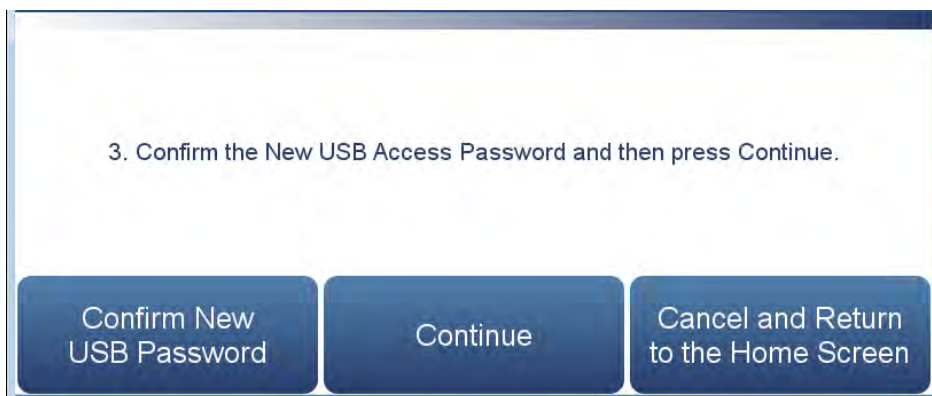 3. Confirm the New USB Access Password and then press Continue.
Confirm New
USB Password
Continue
Cancel and Return
to the Home Screen